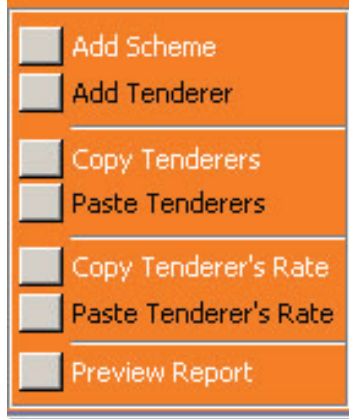 Add Scheme
Add Tenderer
Copy Tenderers
Paste Tenderers
Copy Tenderer's Rate
Paste Tenderer's Rate
Preview Report